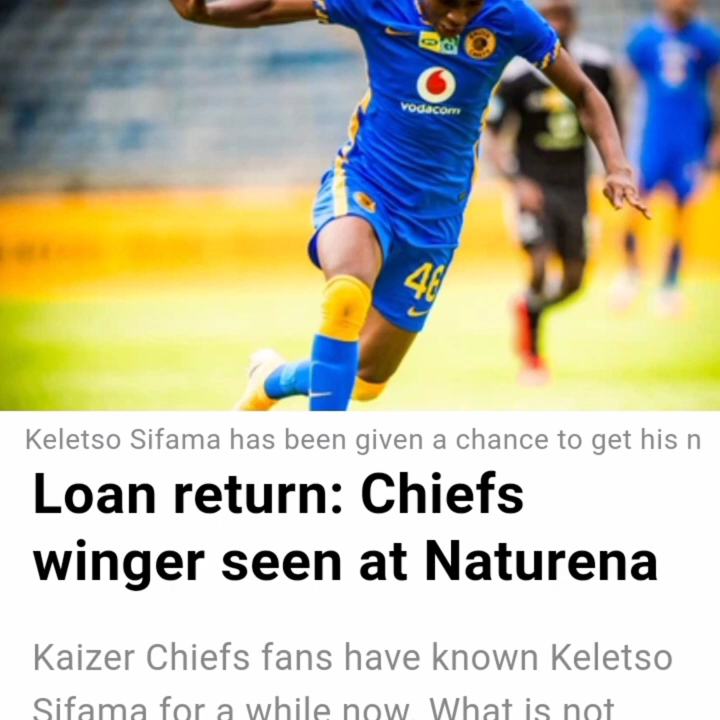 vodacom
46
Keletso Sifama has been given a chance to get his n
Loan return: Chiefs
winger seen at Naturena
Kaizer Chiefs fans have known Keletso
Sifama for a while now. What is not